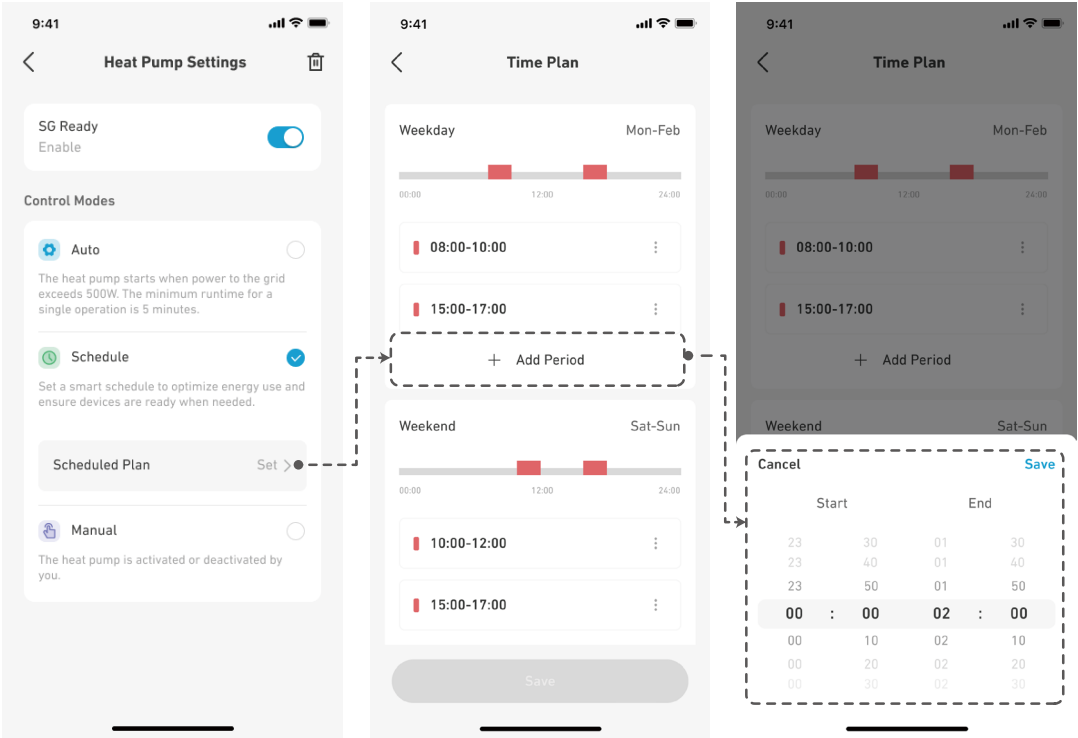 9:41
Heat Pump Settings
SG Ready
Enable
Control Modes
Auto
The heat pump starts when power to the grid
exceeds 500W. The minimum runtime for a
single operation is 5 minutes.
Schedule
Set a smart schedule to optimize energy use and
ensure devices are ready when needed.
Scheduled Plan Set
Manual
The heat pump is activated or deactivated by
you.
9:41
Time Plan
Weekday Mon-Feb
00:00 12:00 24:00
08:00-10:00
15:00-17:00
+ Add Period
Weekend Sat-Sun
00:00 12:00 24:00
10:00-12:00
15:00-17:00
Save
9:41
Time Plan
Weekday Mon-Feb
00:00 12:00 24:00
08:00-10:00
15:00-17:00
+ Add Period
Weekend Sat-Sun
Cancel Save
Start End
23 30 01 30
23 40 01 40
23 50 01 50
00 : 00 02 : 00
00 10 02 10
00 20 02 20
00 30 02 30